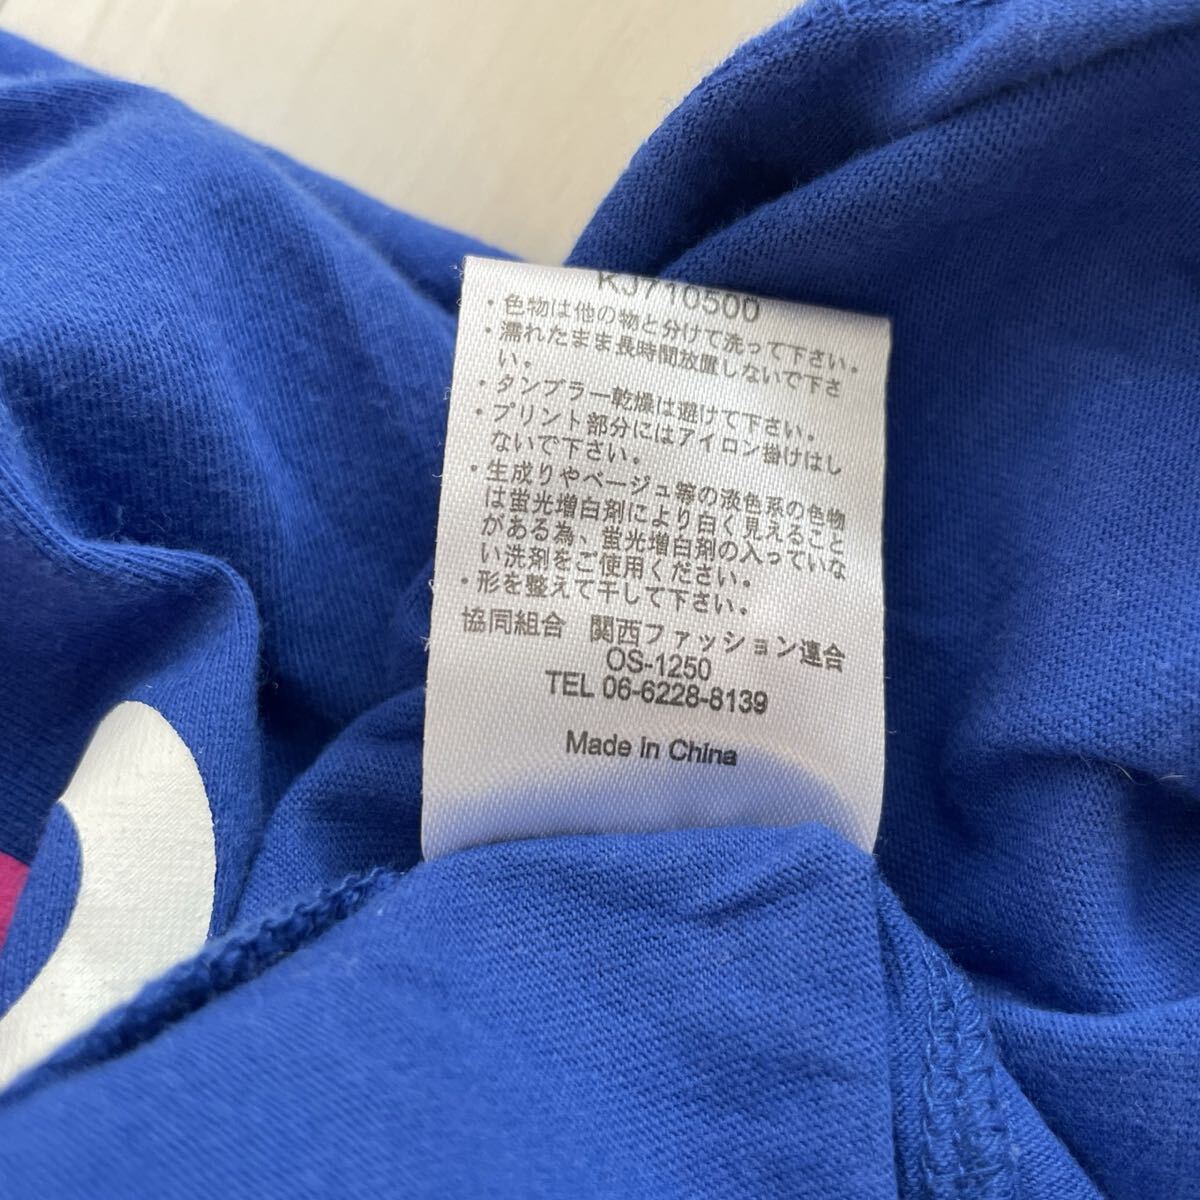 KJ710500
・色物は他の物と分けて洗って下さい。
・濡れたまま長時間放置しないで下さ
い。
・タンブラー乾燥は避けて下さい。
・プリント部分にはアイロン掛けはし
ないで下さい。
・生成りやベージュ等の淡色系の色物
は蛍光増白剤により白く見えること
がある為、蛍光増白剤の入っていな
い洗剤をご使用ください。
・形を整えて干して下さい。
協同組合 関西ファッション連合
OS-1250
TEL 06-6228-8139
Made in China